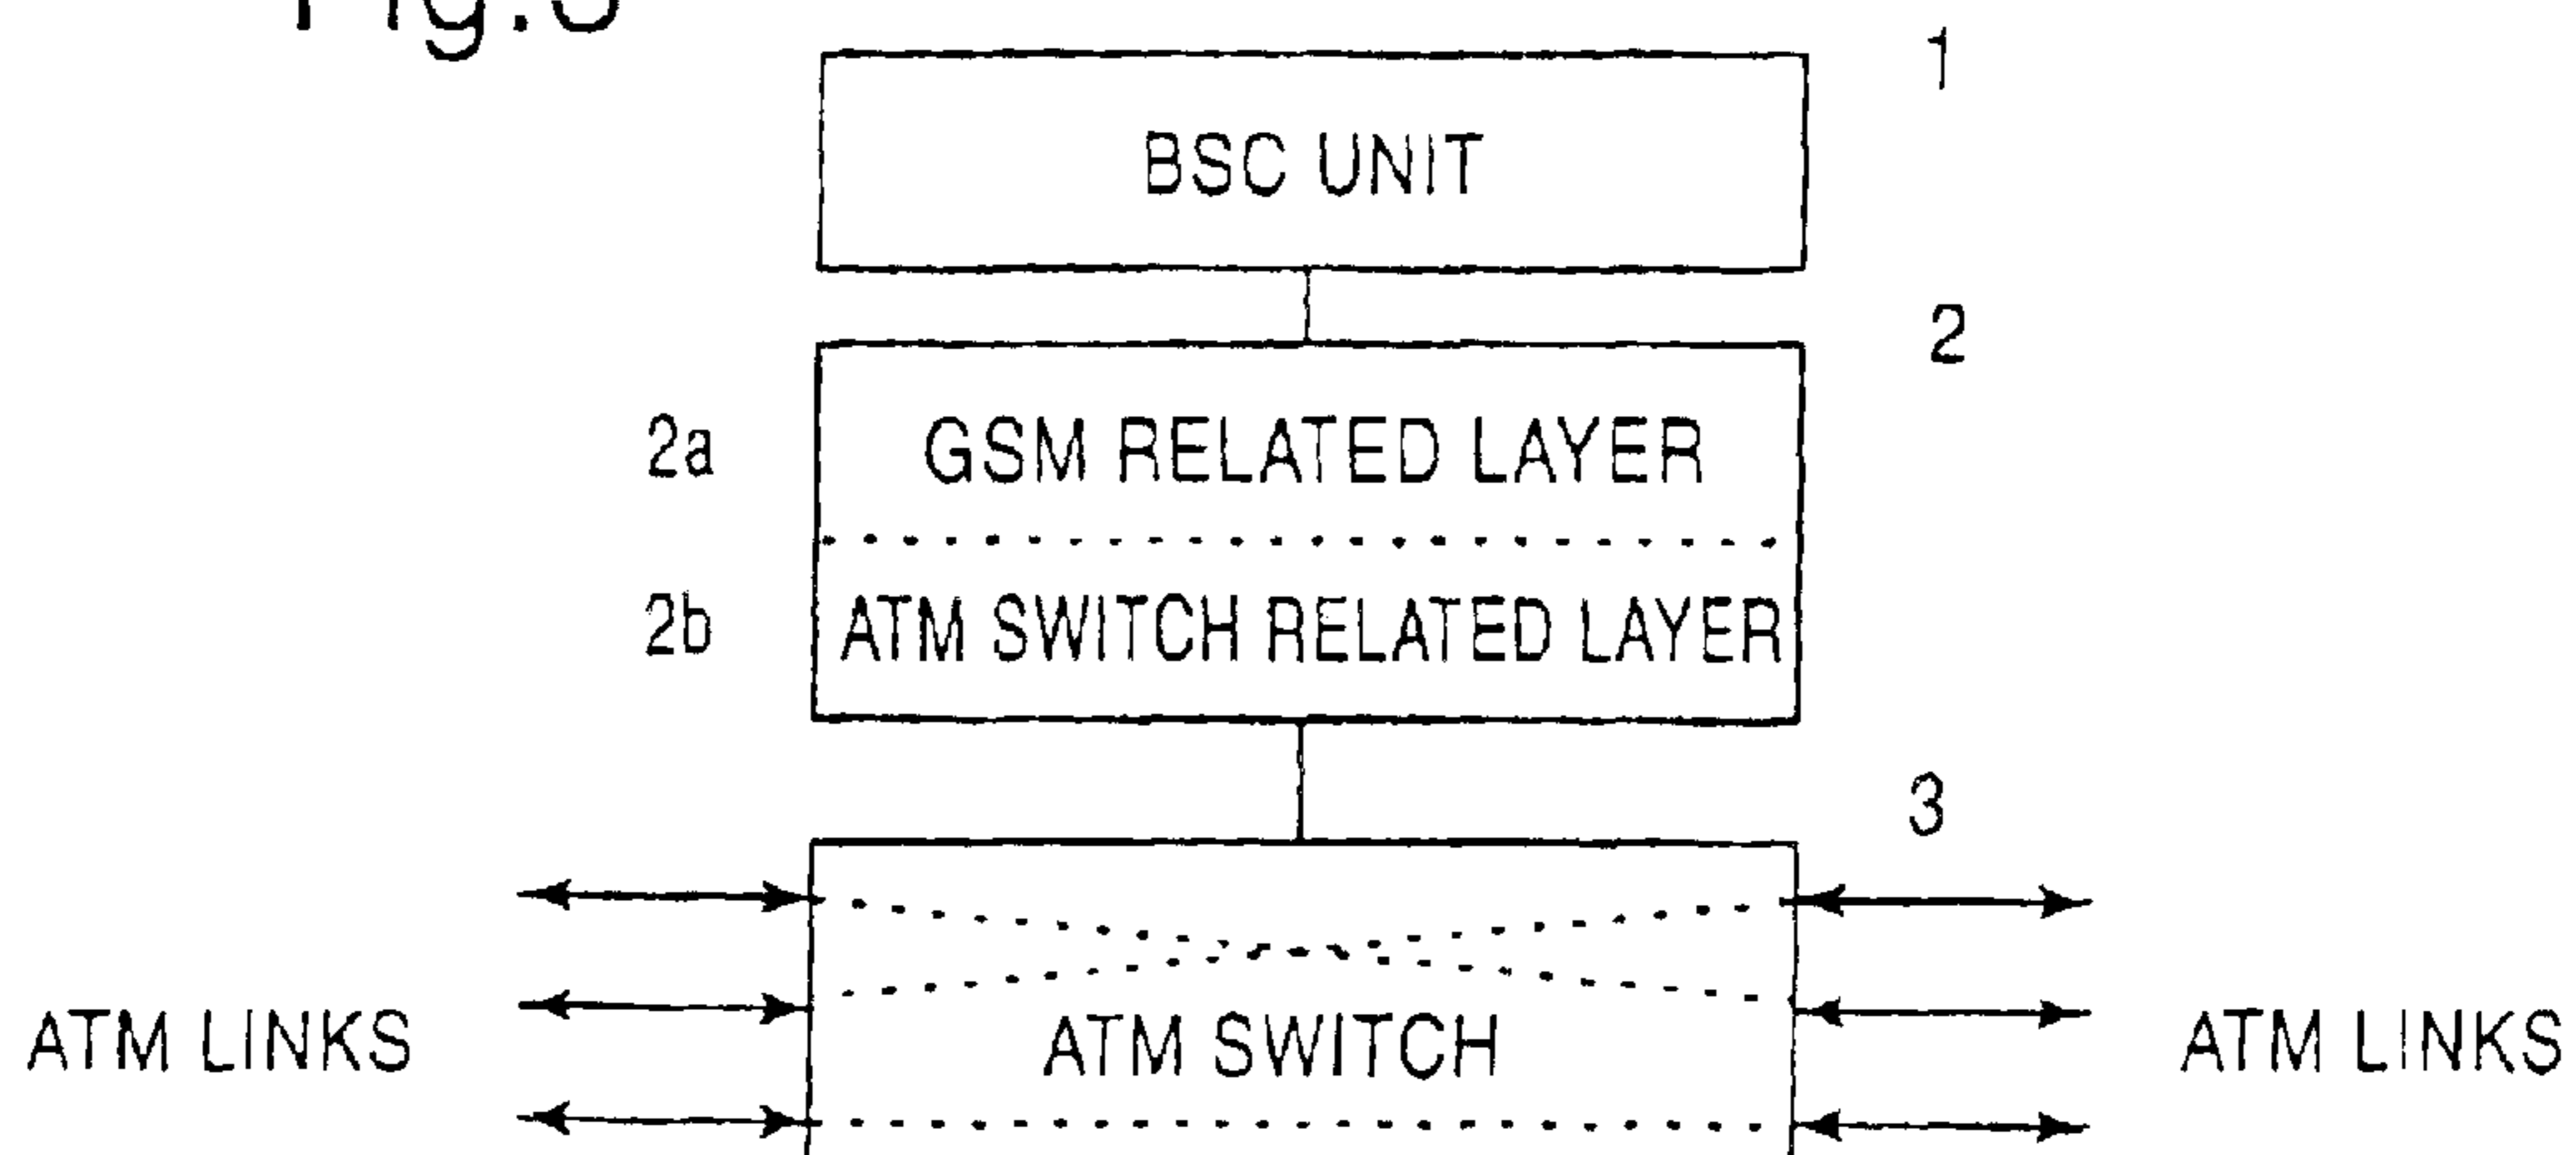 1
BSC UNIT
2
2a GSM RELATED LAYER
2b ATM SWITCH RELATED LAYER
3
ATM LINKS ATM SWITCH ATM LINKS